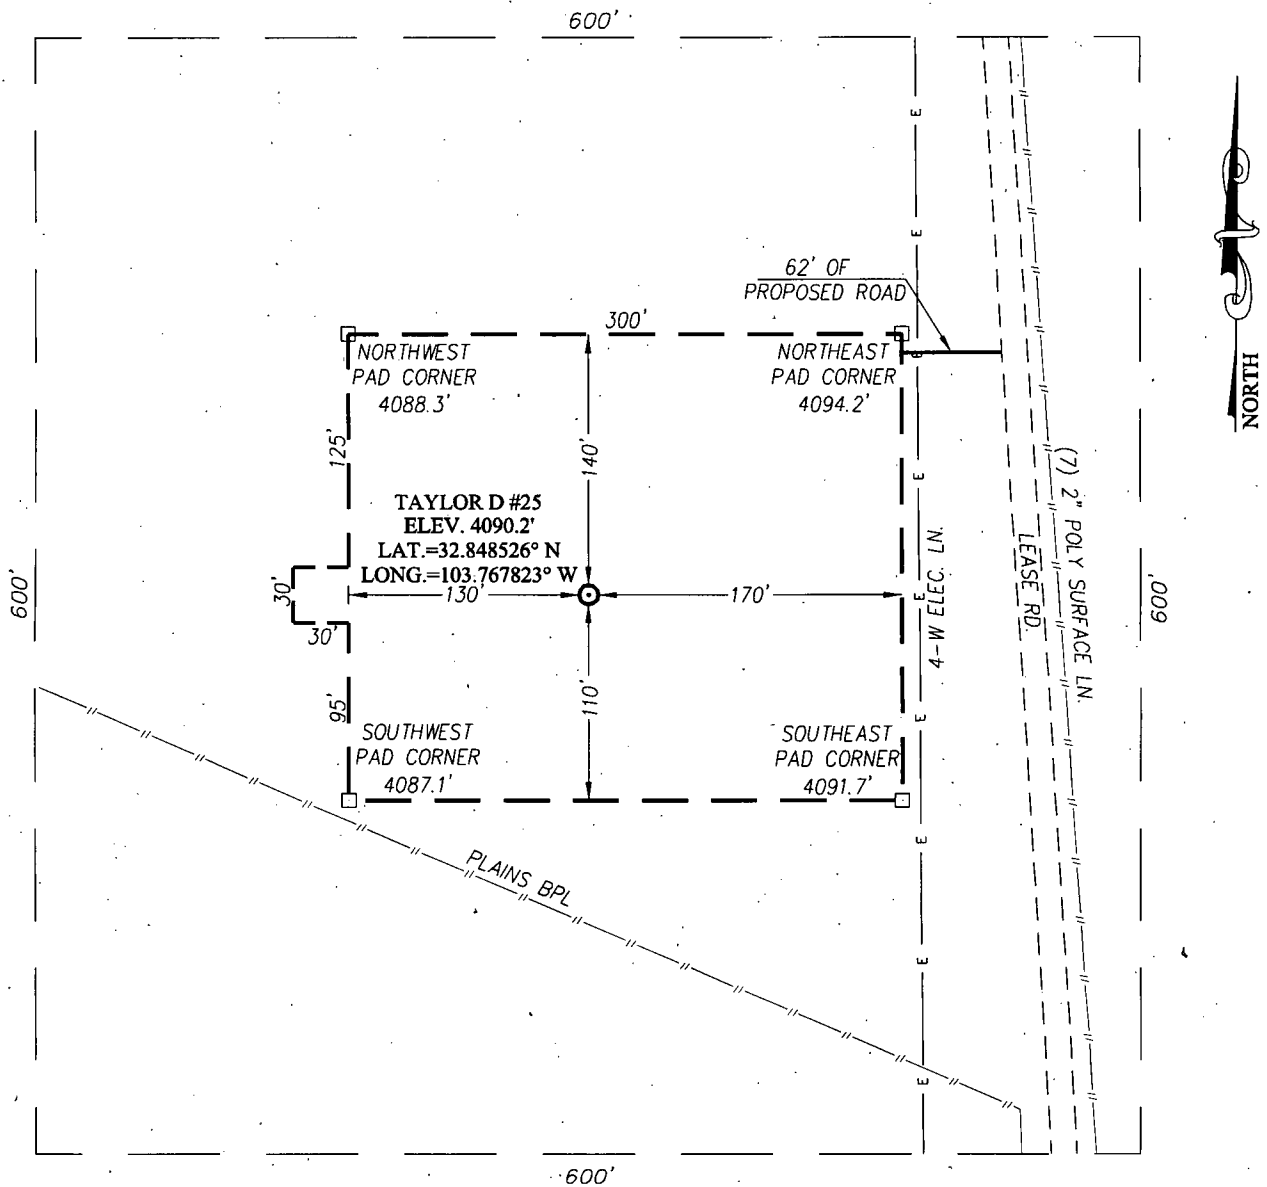 600'
62' OF
PROPOSED ROAD
300'
NORTHWEST
PAD CORNER
4088.3'
NORTHEAST
PAD CORNER
4094.2'
NORTH
125'
140'
TAYLOR D #25
ELEV. 4090.2'
LAT.=32.848526° N
LONG.=103.767823° W
130'
170'
30'
30'
600'
600'
4-W ELEC. LN.
LEASE RD.
(7) 2" POLY SURFACE LN.
95'
110'
SOUTHWEST
PAD CORNER
4087.1'
SOUTHEAST
PAD CORNER
4091.7'
PLAINS BPL
E
E
E
E
E
E
E
E
E
E
600'